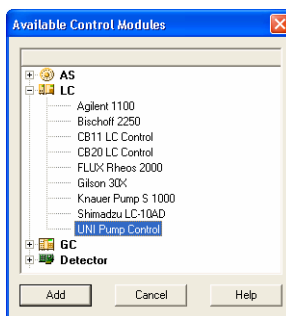 Available Control Modules
AS
LC
Agilent 1100
Bischoff 2250
CB11 LC Control
CB20 LC Control
FLUX Rheos 2000
Gilson 30X
Knauer Pump S 1000
Shimadzu LC-10AD
UNI Pump Control
GC
Detector
Add
Cancel
Help